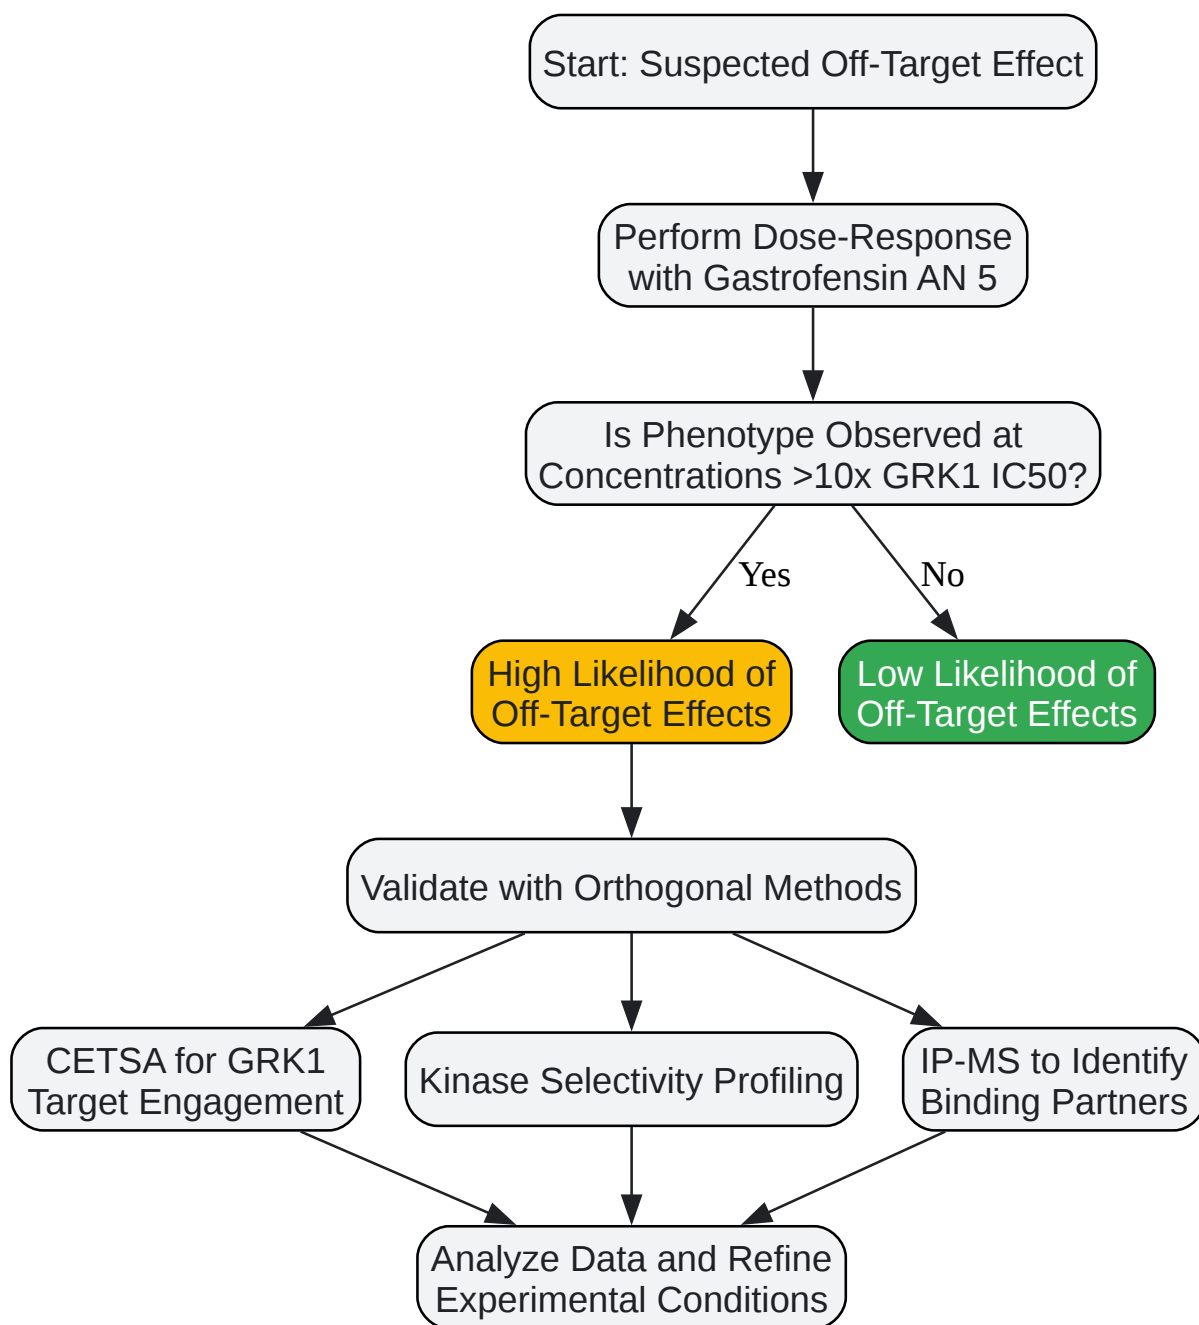 Start: Suspected Off-Target Effect
Perform Dose-Response
with Gastrofensin AN 5
Is Phenotype Observed at
Concentrations >10x GRK1 IC50?
Yes
No
High Likelihood of
Off-Target Effects
Low Likelihood of
Off-Target Effects
Validate with Orthogonal Methods
CETSA for GRK1
Target Engagement
Kinase Selectivity Profiling
IP-MS to Identify
Binding Partners
Analyze Data and Refine
Experimental Conditions